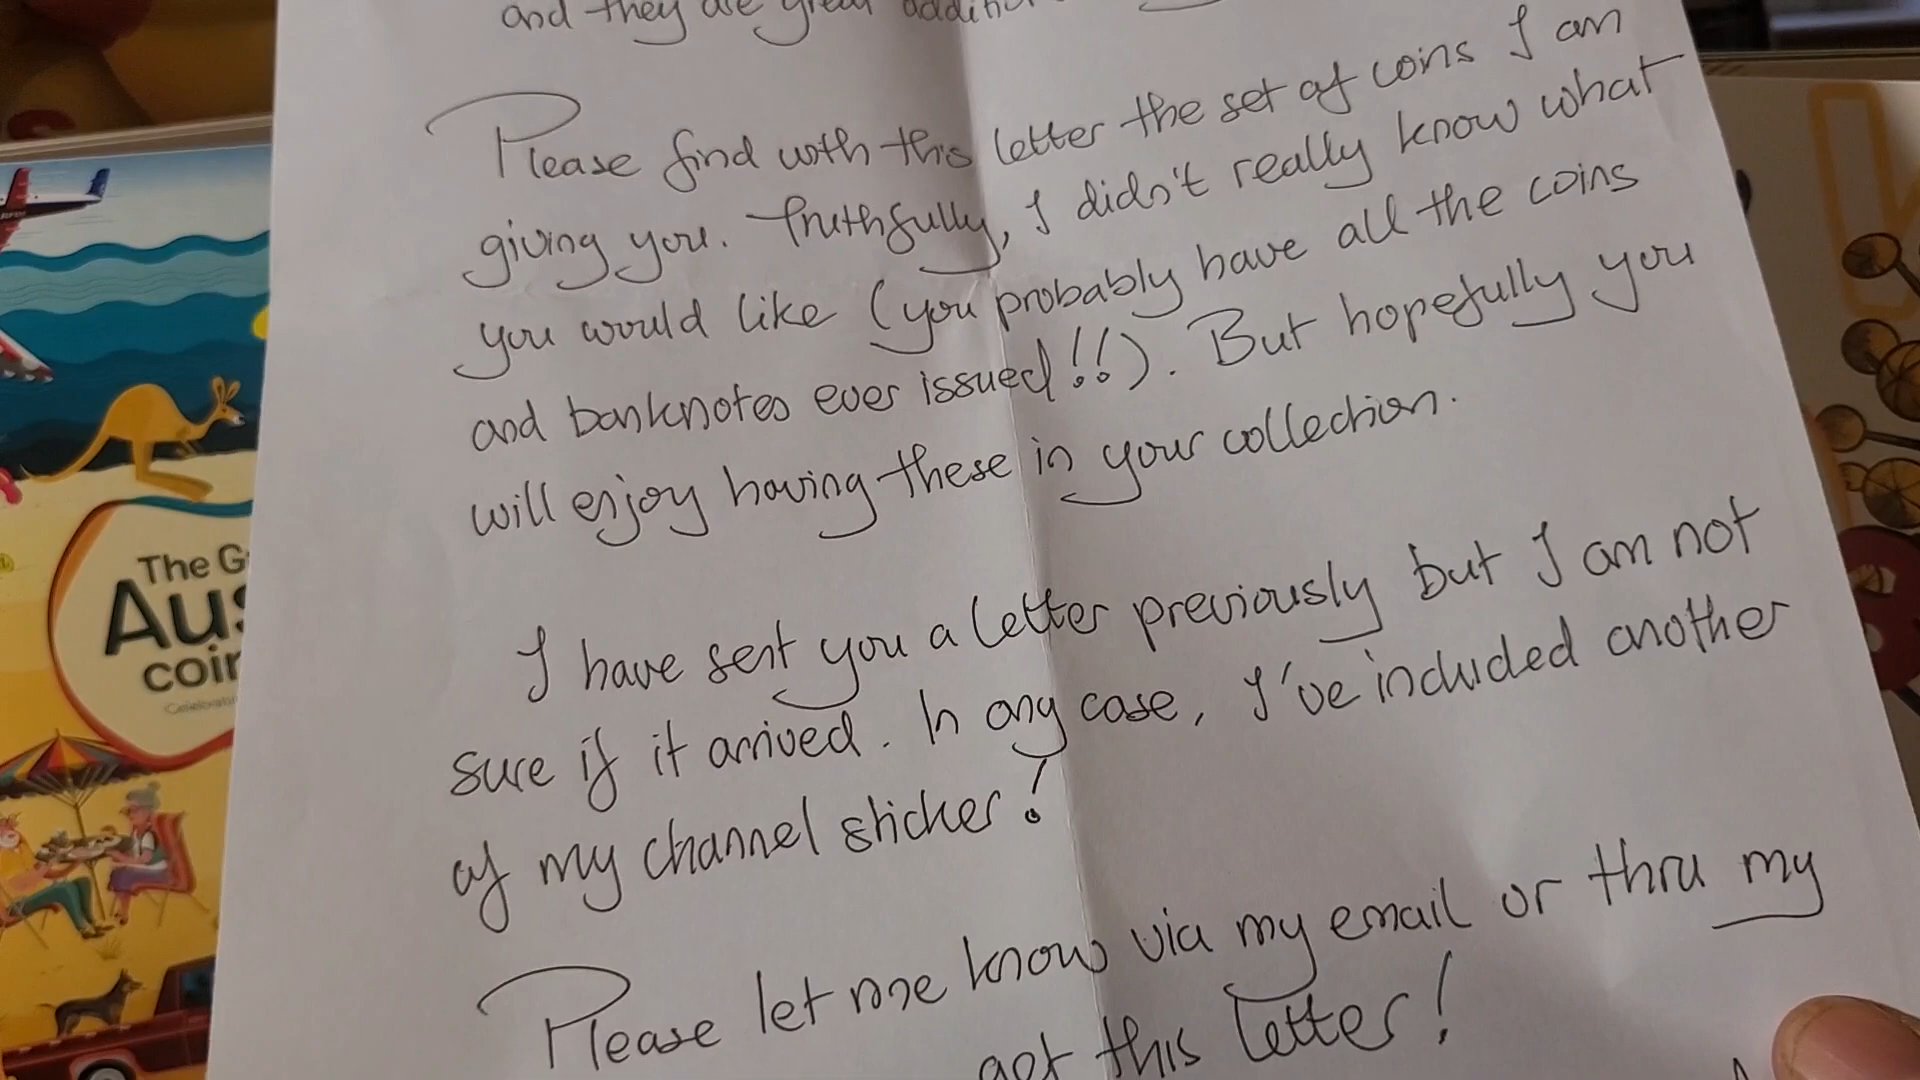 and they are great
Please find with this letter the set of coins I am
giving you. Truthfully, I didn't really know what
you would like (you probably have all the coins
and banknotes ever issued!!). But hopefully you
will enjoy having these in your collection.
I have sent you a letter previously but I am not
sure if it arrived. In any case, I've included another
of my channel sticker!
Please let me know via my email or thru my
got this letter!
The G
Aus
coin